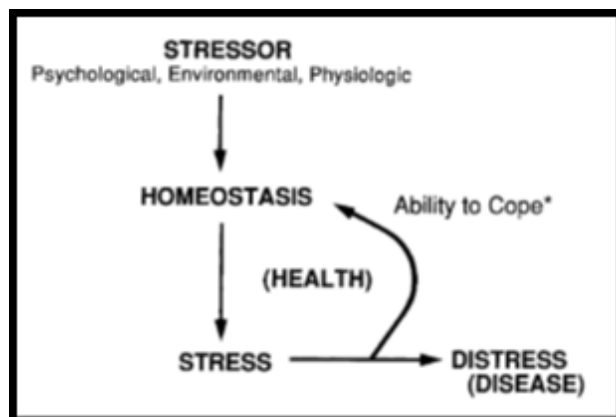 STRESSOR
Psychological, Environmental, Physiologic
HOMEOSTASIS
Ability to Cope*
(HEALTH)
STRESS
DISTRESS
(DISEASE)